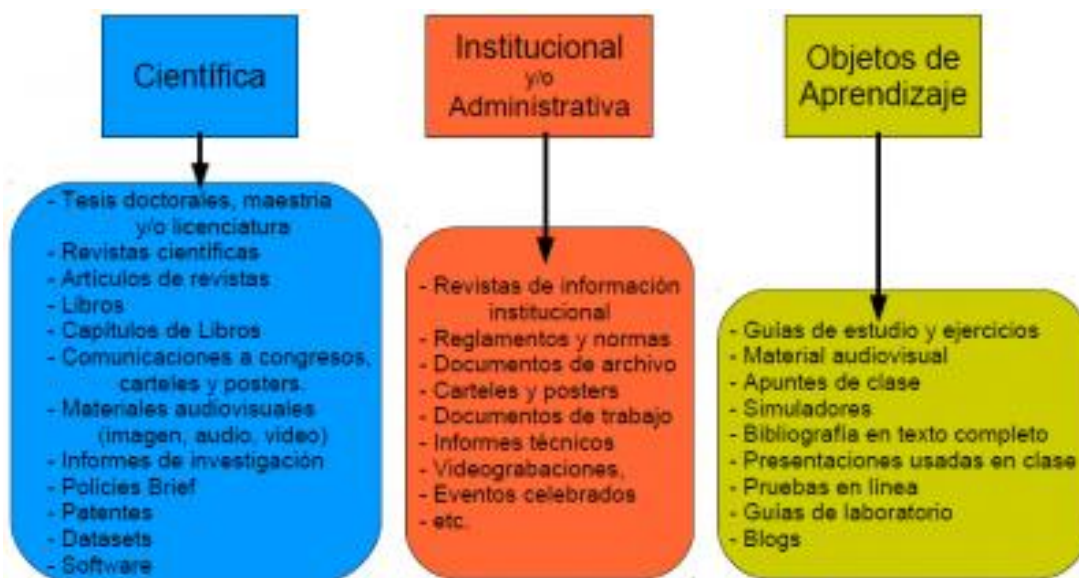 Científica
- Tesis doctorales, maestria
y/o licenciatura
- Revistas científicas
- Artículos de revistas
- Libros
- Capítulos de Libros
- Comunicaciones a congresos,
carteles y posters.
- Materiales audiovisuales
(imagen, audio, video)
- Informes de investigación
- Policies Brief
- Patentes
- Datasets
- Software
Institucional
y/o
Administrativa
- Revistas de información
institucional
- Reglamentos y normas
- Documentos de archivo
- Carteles y posters
- Documentos de trabajo
- Informes técnicos
- Videograbaciones,
- Eventos celebrados
- etc.
Objetos de
Aprendizaje
- Guías de estudio y ejercicios
- Material audiovisual
- Apuntes de clase
- Simuladores
- Bibliografía en texto completo
- Presentaciones usadas en clase
- Pruebas en línea
- Guías de laboratorio
- Blogs